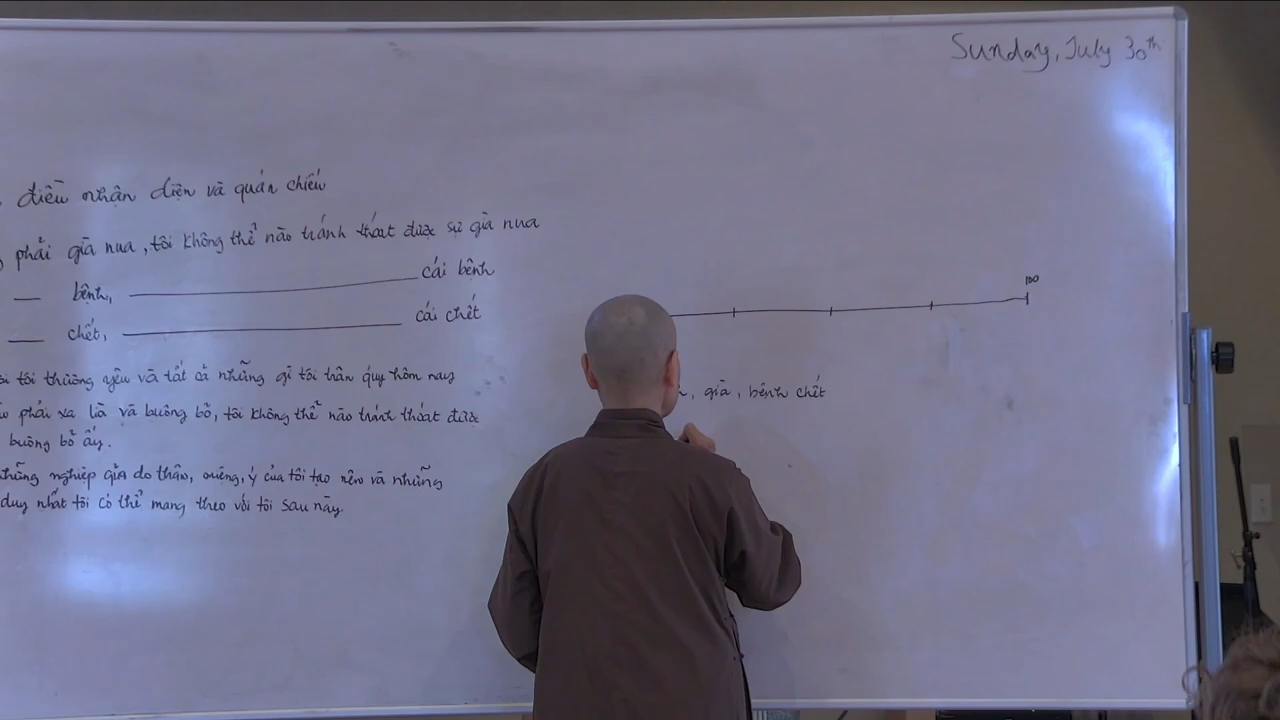 Sunday, July 30th
điều nhận diện và quán chiếu
phải già nua, tôi không thể nào tránh thoát được sự già nua
bệnh, cái bệnh
chết, cái chết
tôi thương yêu và tất cả những gì tôi trân quý hôm nay
phải xa lìa và buông bỏ, tôi không thể nào tránh thoát được
buông bỏ ấy.
những nghiệp quả do thân, miệng, ý của tôi tạo nên và những
duy nhất tôi có thể mang theo với tôi sau này.
100
, già, bệnh chết